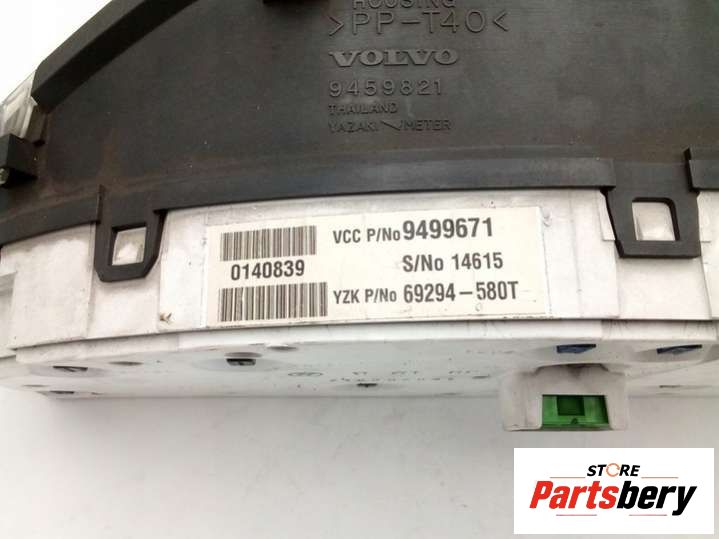 HOUSING
>PP-T40<
VOLVO
9459821
THAILAND
YAZAKI METER
VCC P/No 9499671
0140839
S/No 14615
YZK P/No 69294-580T
STORE
Partsbery